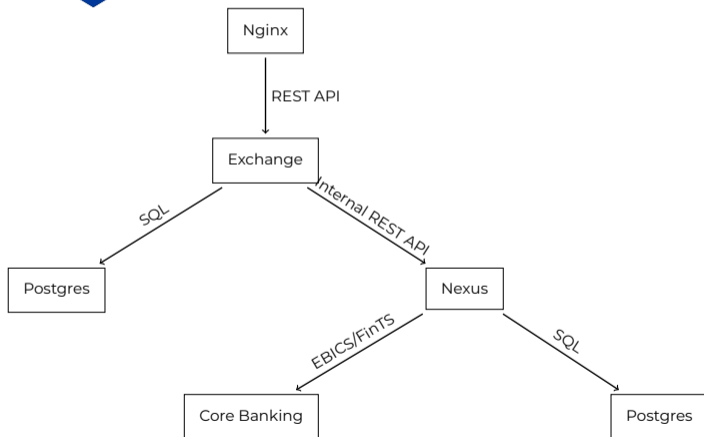 Nginx
REST API
Exchange
SQL
Internal REST API
Postgres
Nexus
EBICS/FinTS
SQL
Core Banking
Postgres